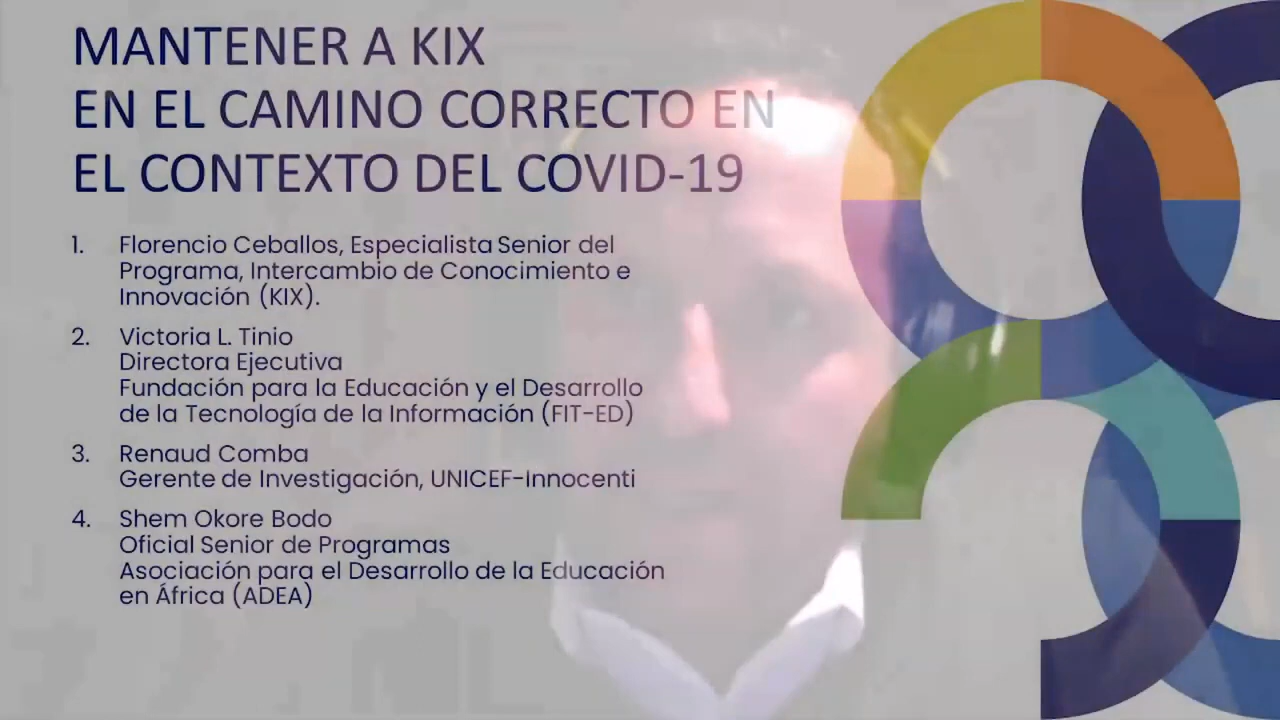 MANTENER A KIX
EN EL CAMINO CORRECTO EN
EL CONTEXTO DEL COVID-19
1. Florencio Ceballos, Especialista Senior del
Programa, Intercambio de Conocimiento e
Innovación (KIX).
2. Victoria L. Tinio
Directora Ejecutiva
Fundación para la Educación y el Desarrollo
de la Tecnología de la Información (FIT-ED)
3. Renaud Comba
Gerente de Investigación, UNICEF-Innocenti
4. Shem Okore Bodo
Oficial Senior de Programas
Asociación para el Desarrollo de la Educación
en África (ADEA)